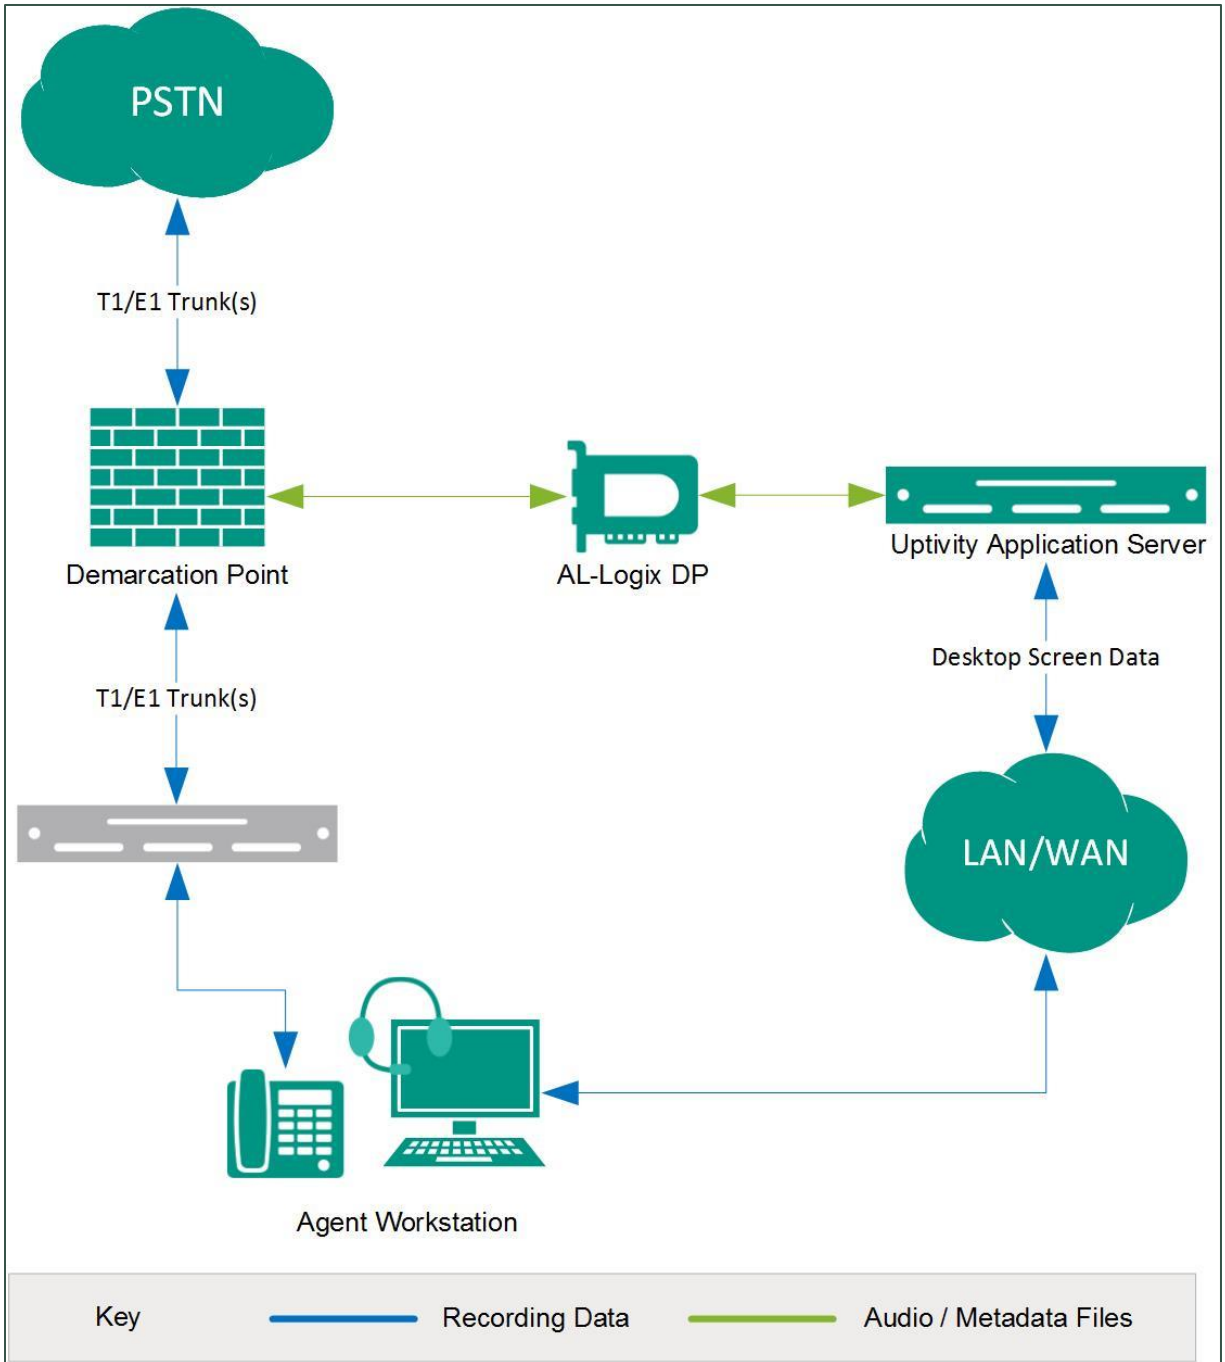 PSTN
T1/E1 Trunk(s)
Demarcation Point
AL-Logix DP
Uptivity Application Server
T1/E1 Trunk(s)
Desktop Screen Data
LAN/WAN
Agent Workstation
Key
Recording Data
Audio / Metadata Files